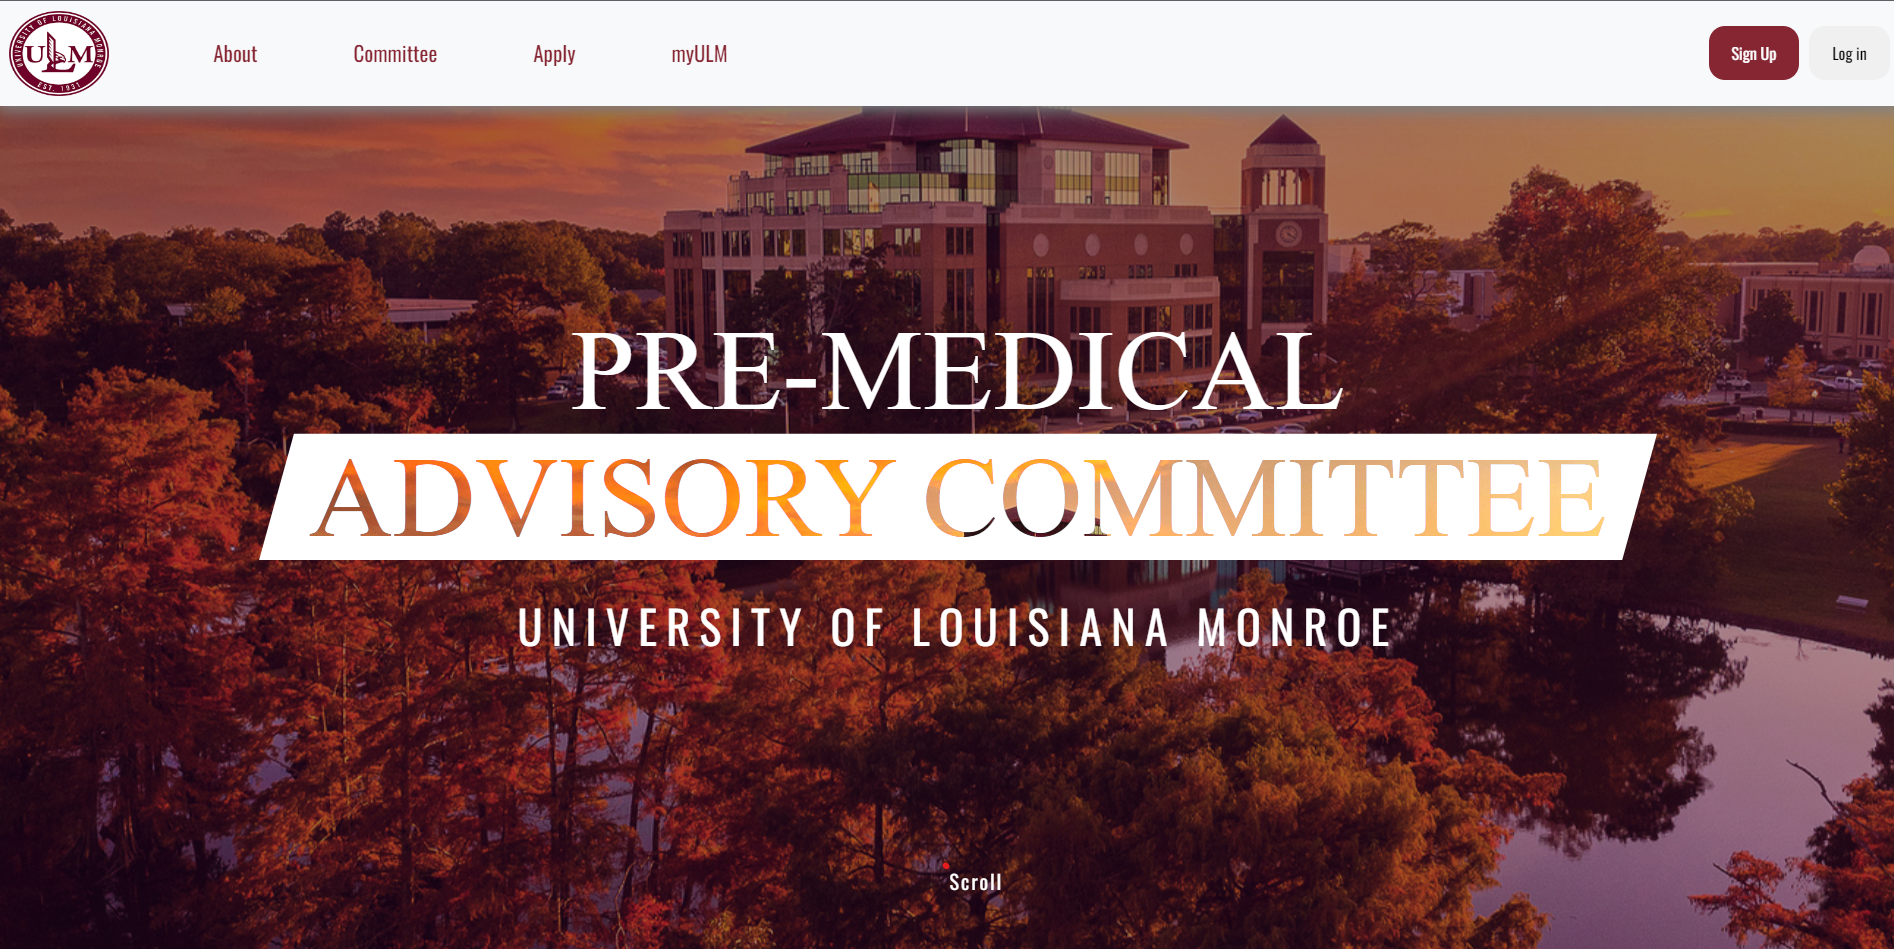 UNIVERSITY OF LOUISIANA MONROE
ULM
EST. 1931
About
Committee
Apply
myULM
Sign Up
Log in
PRE-MEDICAL
ADVISORY COMMITTEE
UNIVERSITY OF LOUISIANA MONROE
Scroll